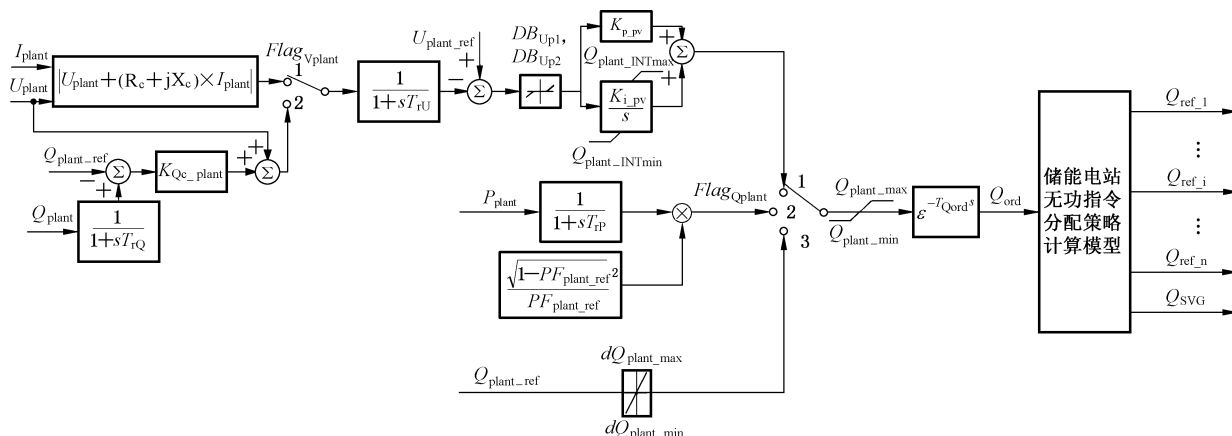 I_plant
U_plant
|U_plant+(R_c+jX_c)×I_plant|
Flag_Vplant
1
2
1
1+sT_rU
U_plant_ref
+
−
Σ
DB_Up1,
DB_Up2
K_p_pv
Q_plant_INTmax
K_i_pv
s
Q_plant_INTmin
+
+
Σ
Q_plant_ref
−
+
Σ
K_Qc_plant
+
+
Σ
Q_plant
1
1+sT_rQ
P_plant
1
1+sT_rP
×
√1−PF_plant_ref²
PF_plant_ref
Flag_Qplant
1
2
3
Q_plant_max
Q_plant_min
ε^−T_Qord s
Q_ord
储能电站
无功指令
分配策略
计算模型
Q_ref_1
...
Q_ref_i
...
Q_ref_n
Q_SVG
Q_plant_ref
dQ_plant_max
dQ_plant_min